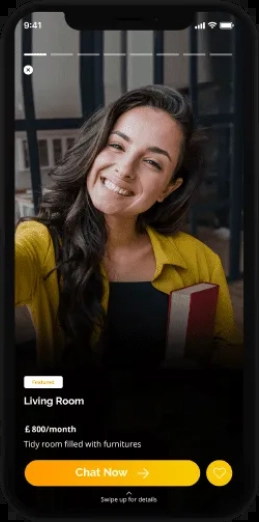 9:41
Featured
Living Room
£ 800/month
Tidy room filled with furnitures
Chat Now
Swipe up for details